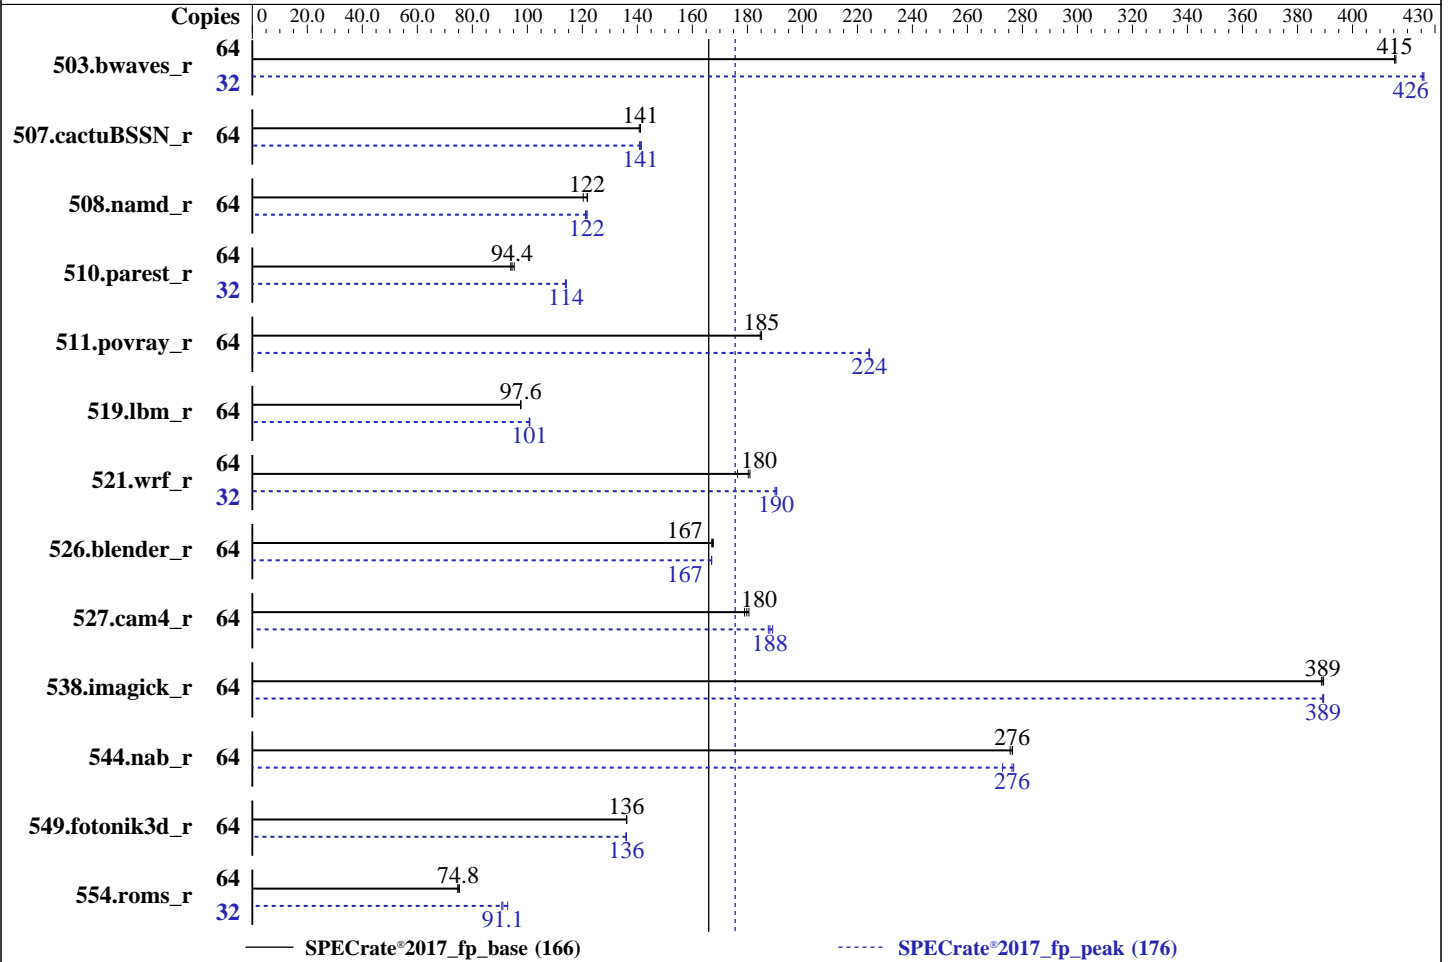 Copies 0 20.0 40.0 60.0 80.0 100 120 140 160 180 200 220 240 260 280 300 320 340 360 380 400 430
503.bwaves_r 64 415
32 426
507.cactuBSSN_r 64 141
141
508.namd_r 64 122
122
510.parest_r 64 94.4
32 114
511.povray_r 64 185
224
519.lbm_r 64 97.6
101
521.wrf_r 64 180
32 190
526.blender_r 64 167
167
527.cam4_r 64 180
188
538.imagick_r 64 389
389
544.nab_r 64 276
276
549.fotonik3d_r 64 136
136
554.roms_r 64 74.8
32 91.1
SPECrate®2017_fp_base (166) SPECrate®2017_fp_peak (176)